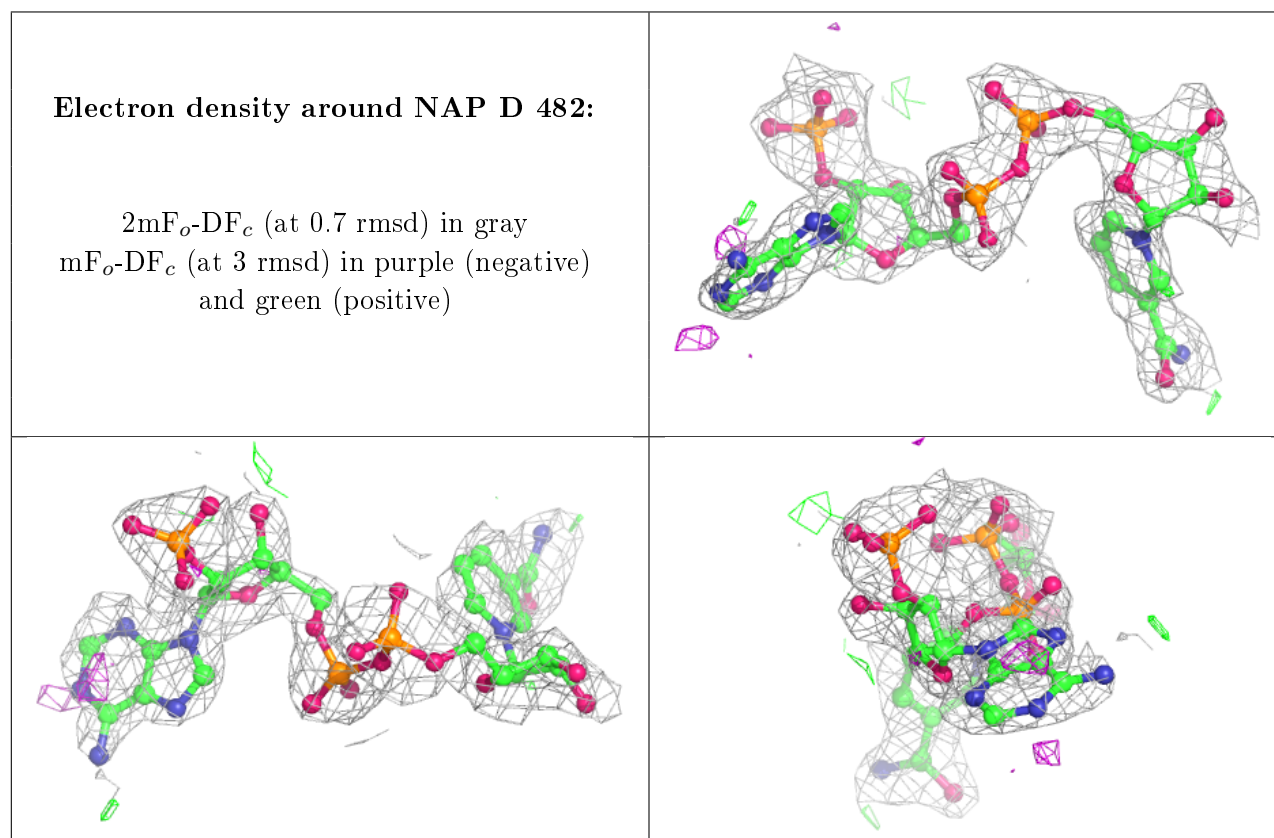 Electron density around NAP D 482:
2mFo-DFc (at 0.7 rmsd) in gray
mFo-DFc (at 3 rmsd) in purple (negative)
and green (positive)